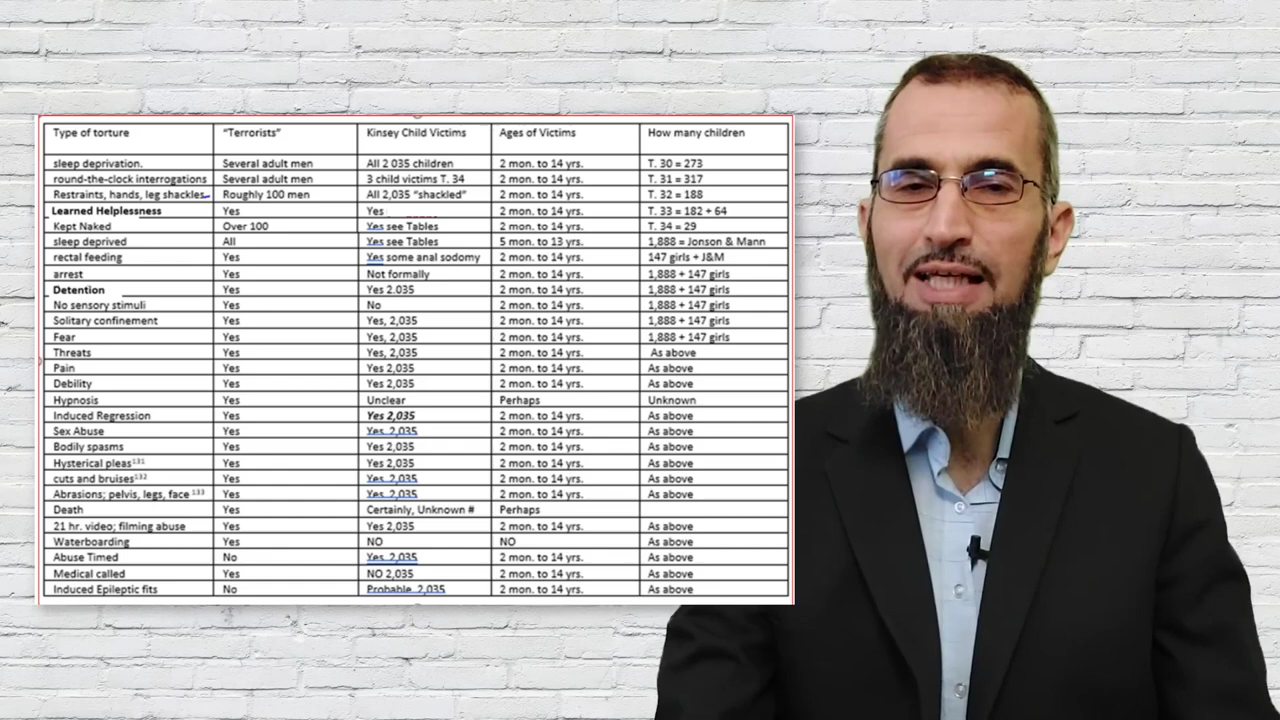 Type of torture "Terrorists" Kinsey Child Victims Ages of Victims How many children
sleep deprivation. Several adult men All 2 035 children 2 mon. to 14 yrs. T. 30 = 273
round-the-clock interrogations Several adult men 3 child victims T. 34 2 mon. to 14 yrs. T. 31 = 317
Restraints, hands, leg shackles Roughly 100 men All 2,035 "shackled" 2 mon. to 14 yrs. T. 32 = 188
Learned Helplessness Yes Yes 2 mon. to 14 yrs. T. 33 = 182 + 64
Kept Naked Over 100 Yes see Tables 2 mon. to 14 yrs. T. 34 = 29
sleep deprived All Yes see Tables 5 mon. to 13 yrs. 1,888 = Jonson & Mann
rectal feeding Yes Yes some anal sodomy 2 mon. to 14 yrs. 147 girls + J&M
arrest Yes Not formally 2 mon. to 14 yrs. 1,888 + 147 girls
Detention Yes Yes 2.035 2 mon. to 14 yrs. 1,888 + 147 girls
No sensory stimuli Yes No 2 mon. to 14 yrs. 1,888 + 147 girls
Solitary confinement Yes Yes, 2,035 2 mon. to 14 yrs. 1,888 + 147 girls
Fear Yes Yes, 2,035 2 mon. to 14 yrs. 1,888 + 147 girls
Threats Yes Yes, 2,035 2 mon. to 14 yrs. As above
Pain Yes Yes 2,035 2 mon. to 14 yrs. As above
Debility Yes Yes 2,035 2 mon. to 14 yrs. As above
Hypnosis Yes Unclear Perhaps Unknown
Induced Regression Yes Yes 2,035 2 mon. to 14 yrs. As above
Sex Abuse Yes Yes 2,035 2 mon. to 14 yrs. As above
Bodily spasms Yes Yes 2,035 2 mon. to 14 yrs. As above
Hysterical pleas¹³¹ Yes Yes 2,035 2 mon. to 14 yrs. As above
cuts and bruises¹³² Yes Yes 2,035 2 mon. to 14 yrs. As above
Abrasions; pelvis, legs, face ¹³³ Yes Yes 2,035 2 mon. to 14 yrs. As above
Death Yes Certainly, Unknown # Perhaps
21 hr. video; filming abuse Yes Yes 2,035 2 mon. to 14 yrs. As above
Waterboarding Yes NO NO As above
Abuse Timed No Yes 2,035 2 mon. to 14 yrs. As above
Medical called Yes NO 2,035 2 mon. to 14 yrs. As above
Induced Epileptic fits No Probable 2,035 2 mon. to 14 yrs. As above